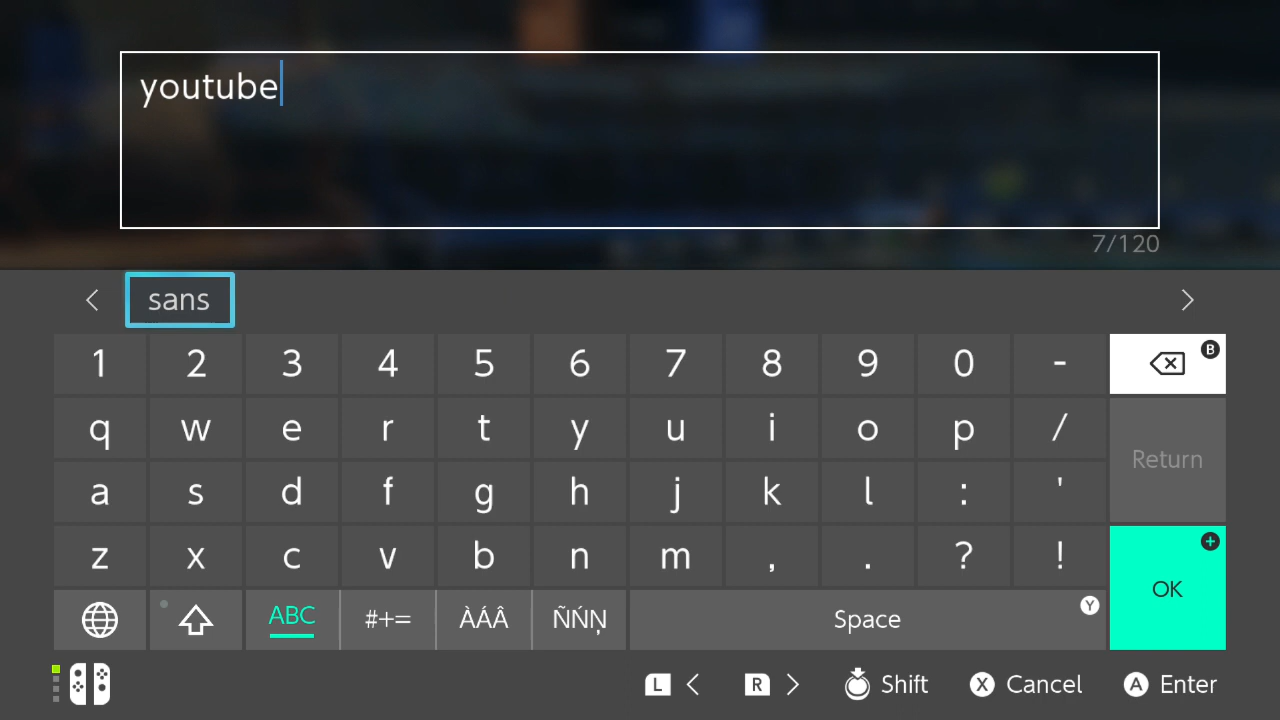 youtube
7/120
sans
1 2 3 4 5 6 7 8 9 0 - B
q w e r t y u i o p /
Return
a s d f g h j k l : '
z x c v b n m , . ? ! +
OK
ABC #+= ÀÁÂ ÑŃŅ Space Y
L < R > Shift X Cancel A Enter